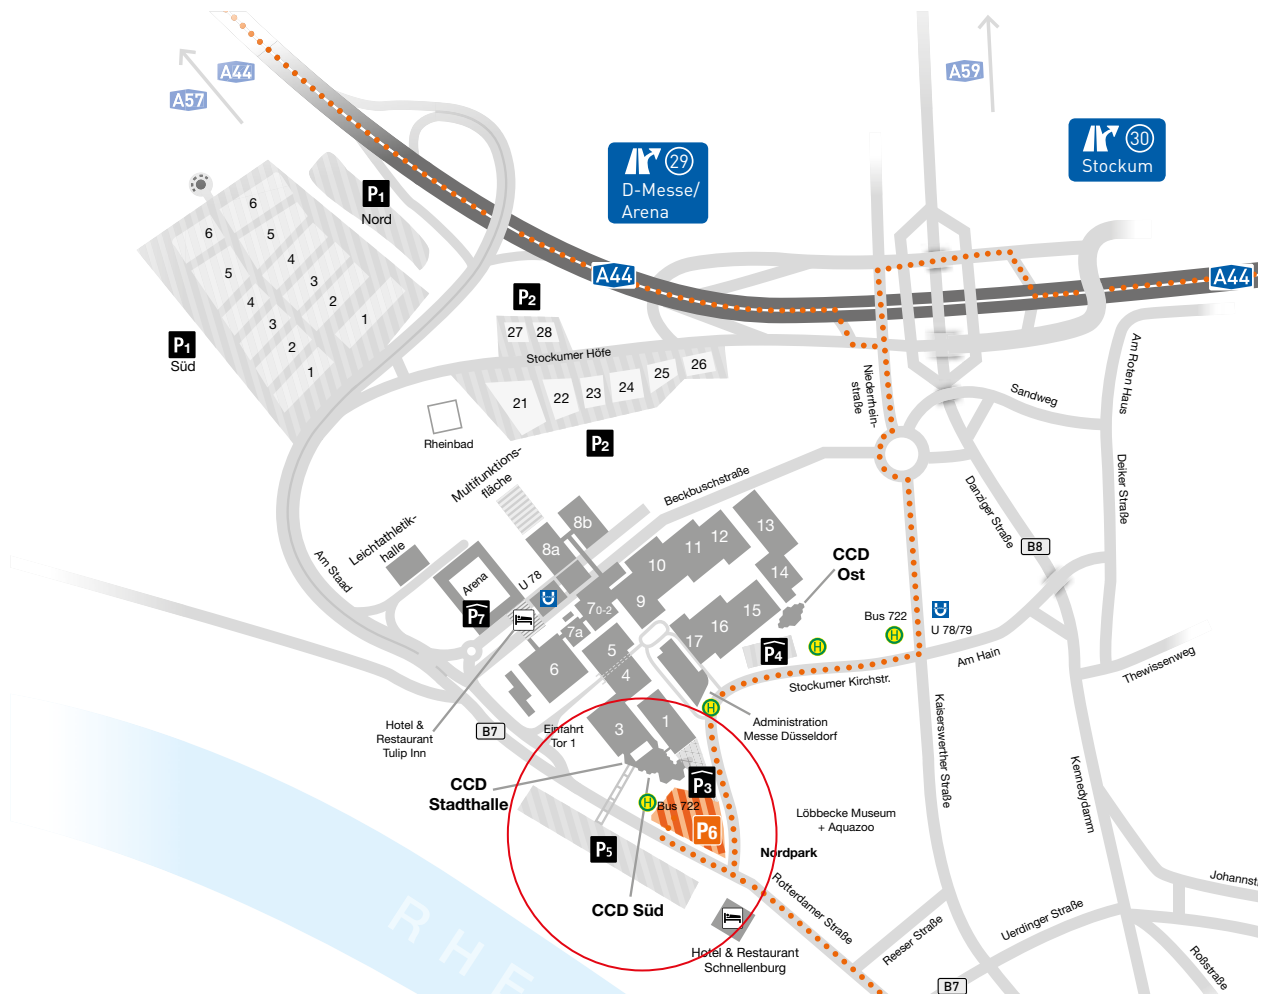 A44
A57
A59
29
D-Messe/
Arena
30
Stockum
P1
Nord
6
6
5
5
4
4
3
3
2
2
1
1
P1
Süd
A44
A44
P2
27
28
Stockumer Höfe
21
22
23
24
25
26
P2
Rheinbad
Niederrhein-
straße
Sandweg
Am Roten Haus
Deiker Straße
Danziger Straße
B8
Multifunktions-
fläche
Beckbuschstraße
Leichtathletik-
halle
Am Staad
Arena
P7
U 78
U
8b
8a
7 0-2
7a
6
5
4
9
10
11
12
13
14
15
16
17
3
1
CCD
Ost
P4
H
Bus 722
H
U
U 78/79
Am Hain
Thewissenweg
Stockumer Kirchstr.
H
Administration
Messe Düsseldorf
Hotel &
Restaurant
Tulip Inn
B7
Einfahrt
Tor 1
CCD
Stadthalle
P3
H
Bus 722
P6
P5
CCD Süd
Löbbecke Museum
+ Aquazoo
Nordpark
Kaiserswerther Straße
Kennedydamm
Rotterdamer Straße
Hotel & Restaurant
Schnellenburg
Reeser Straße
Uerdinger Straße
Johannst
Roßstraße
B7
RHE